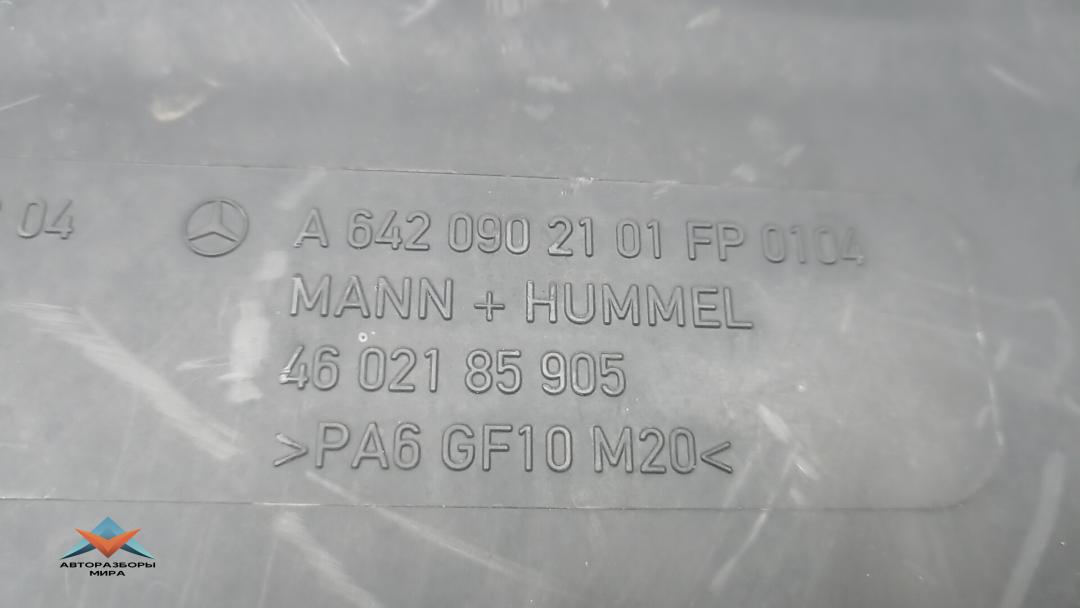 04
A 642 090 21 01 FP 0104
MANN + HUMMEL
46 021 85 905
>PA6 GF10 M20<
АВТОРАЗБОРЫ
МИРА